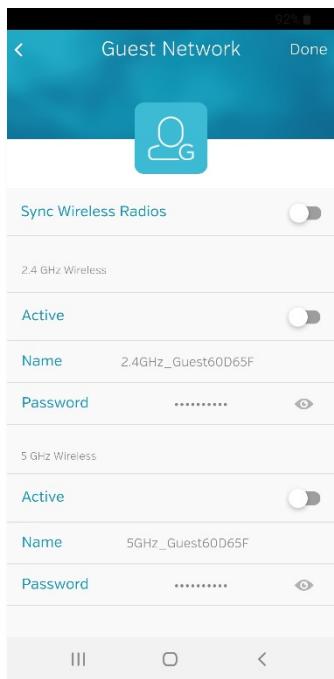 92%
Guest Network Done
G
Sync Wireless Radios
2.4 GHz Wireless
Active
Name 2.4GHz_Guest60D65F
Password ••••••••••
5 GHz Wireless
Active
Name 5GHz_Guest60D65F
Password ••••••••••